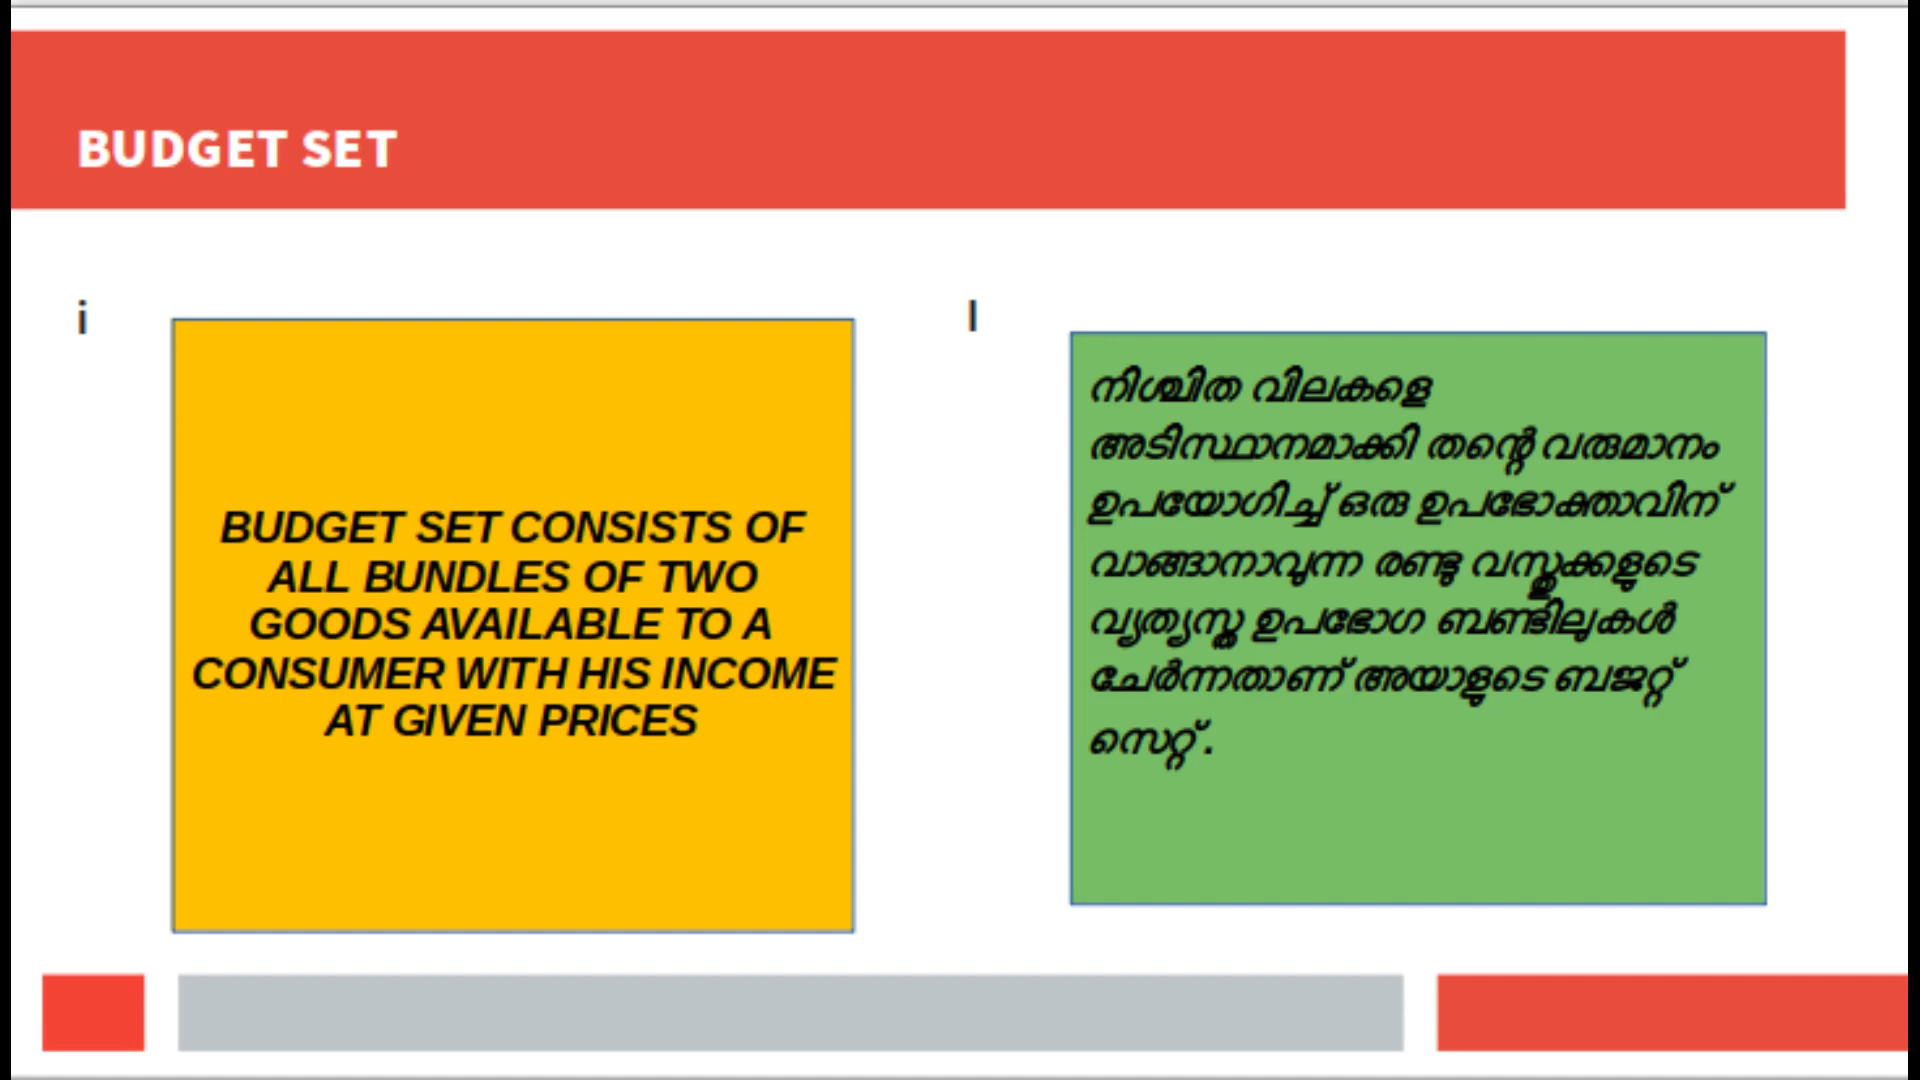 BUDGET SET
i
BUDGET SET CONSISTS OF
ALL BUNDLES OF TWO
GOODS AVAILABLE TO A
CONSUMER WITH HIS INCOME
AT GIVEN PRICES
l
നിശ്ചിത വിലകളെ
അടിസ്ഥാനമാക്കി തന്റെ വരുമാനം
ഉപയോഗിച്ച് ഒരു ഉപഭോക്താവിന്
വാങ്ങാനാവുന്ന രണ്ടു വസ്തുക്കളുടെ
വ്യത്യസ്ത ഉപഭോഗ ബണ്ടിലുകൾ
ചേർന്നതാണ് അയാളുടെ ബജറ്റ്
സെറ്റ് .